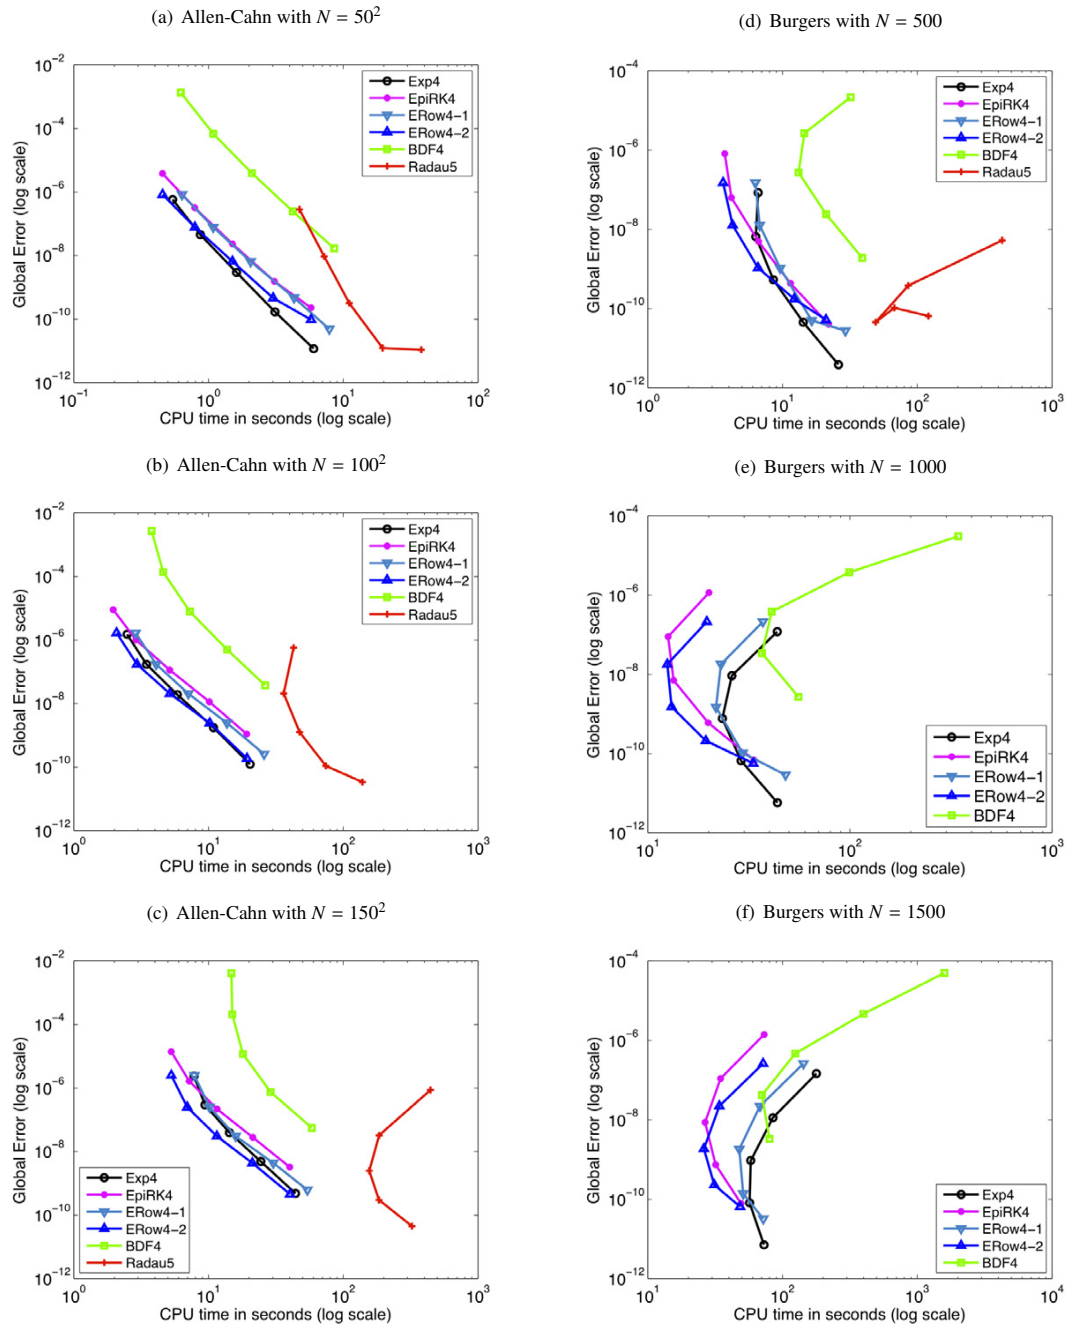 (a) Allen-Cahn with N = 50²
Global Error (log scale)
10⁻²
10⁻⁴
10⁻⁶
10⁻⁸
10⁻¹⁰
10⁻¹²
10⁻¹
10⁰
10¹
10²
CPU time in seconds (log scale)
Exp4
EpiRK4
ERow4−1
ERow4−2
BDF4
Radau5
(d) Burgers with N = 500
Global Error (log scale)
10⁻⁴
10⁻⁶
10⁻⁸
10⁻¹⁰
10⁻¹²
10⁰
10¹
10²
10³
CPU time in seconds (log scale)
Exp4
EpiRK4
ERow4−1
ERow4−2
BDF4
Radau5
(b) Allen-Cahn with N = 100²
Global Error (log scale)
10⁻²
10⁻⁴
10⁻⁶
10⁻⁸
10⁻¹⁰
10⁻¹²
10⁰
10¹
10²
10³
CPU time in seconds (log scale)
Exp4
EpiRK4
ERow4−1
ERow4−2
BDF4
Radau5
(e) Burgers with N = 1000
Global Error (log scale)
10⁻⁴
10⁻⁶
10⁻⁸
10⁻¹⁰
10⁻¹²
10¹
10²
10³
CPU time in seconds (log scale)
Exp4
EpiRK4
ERow4−1
ERow4−2
BDF4
(c) Allen-Cahn with N = 150²
Global Error (log scale)
10⁻²
10⁻⁴
10⁻⁶
10⁻⁸
10⁻¹⁰
10⁻¹²
10⁰
10¹
10²
10³
CPU time in seconds (log scale)
Exp4
EpiRK4
ERow4−1
ERow4−2
BDF4
Radau5
(f) Burgers with N = 1500
Global Error (log scale)
10⁻⁴
10⁻⁶
10⁻⁸
10⁻¹⁰
10⁻¹²
10¹
10²
10³
10⁴
CPU time in seconds (log scale)
Exp4
EpiRK4
ERow4−1
ERow4−2
BDF4